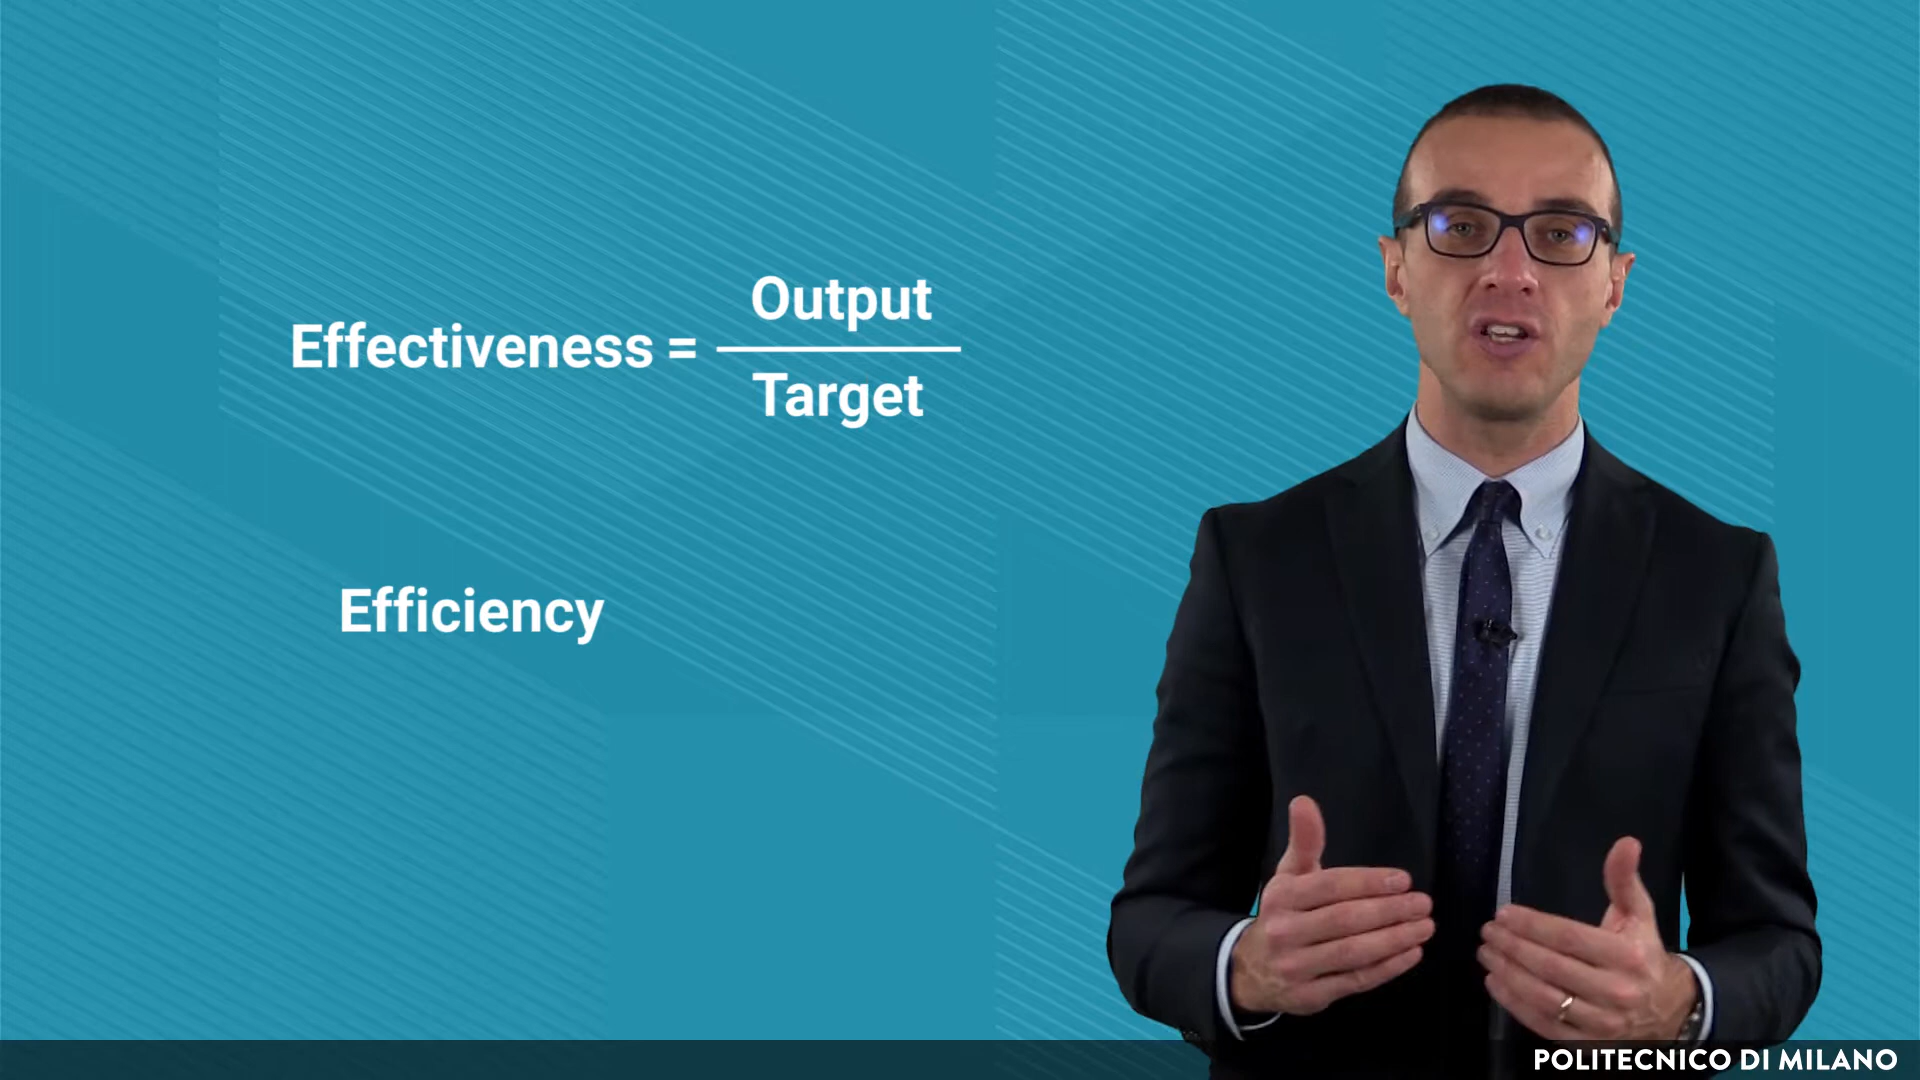 Effectiveness = Output
Target
Efficiency
POLITECNICO DI MILANO